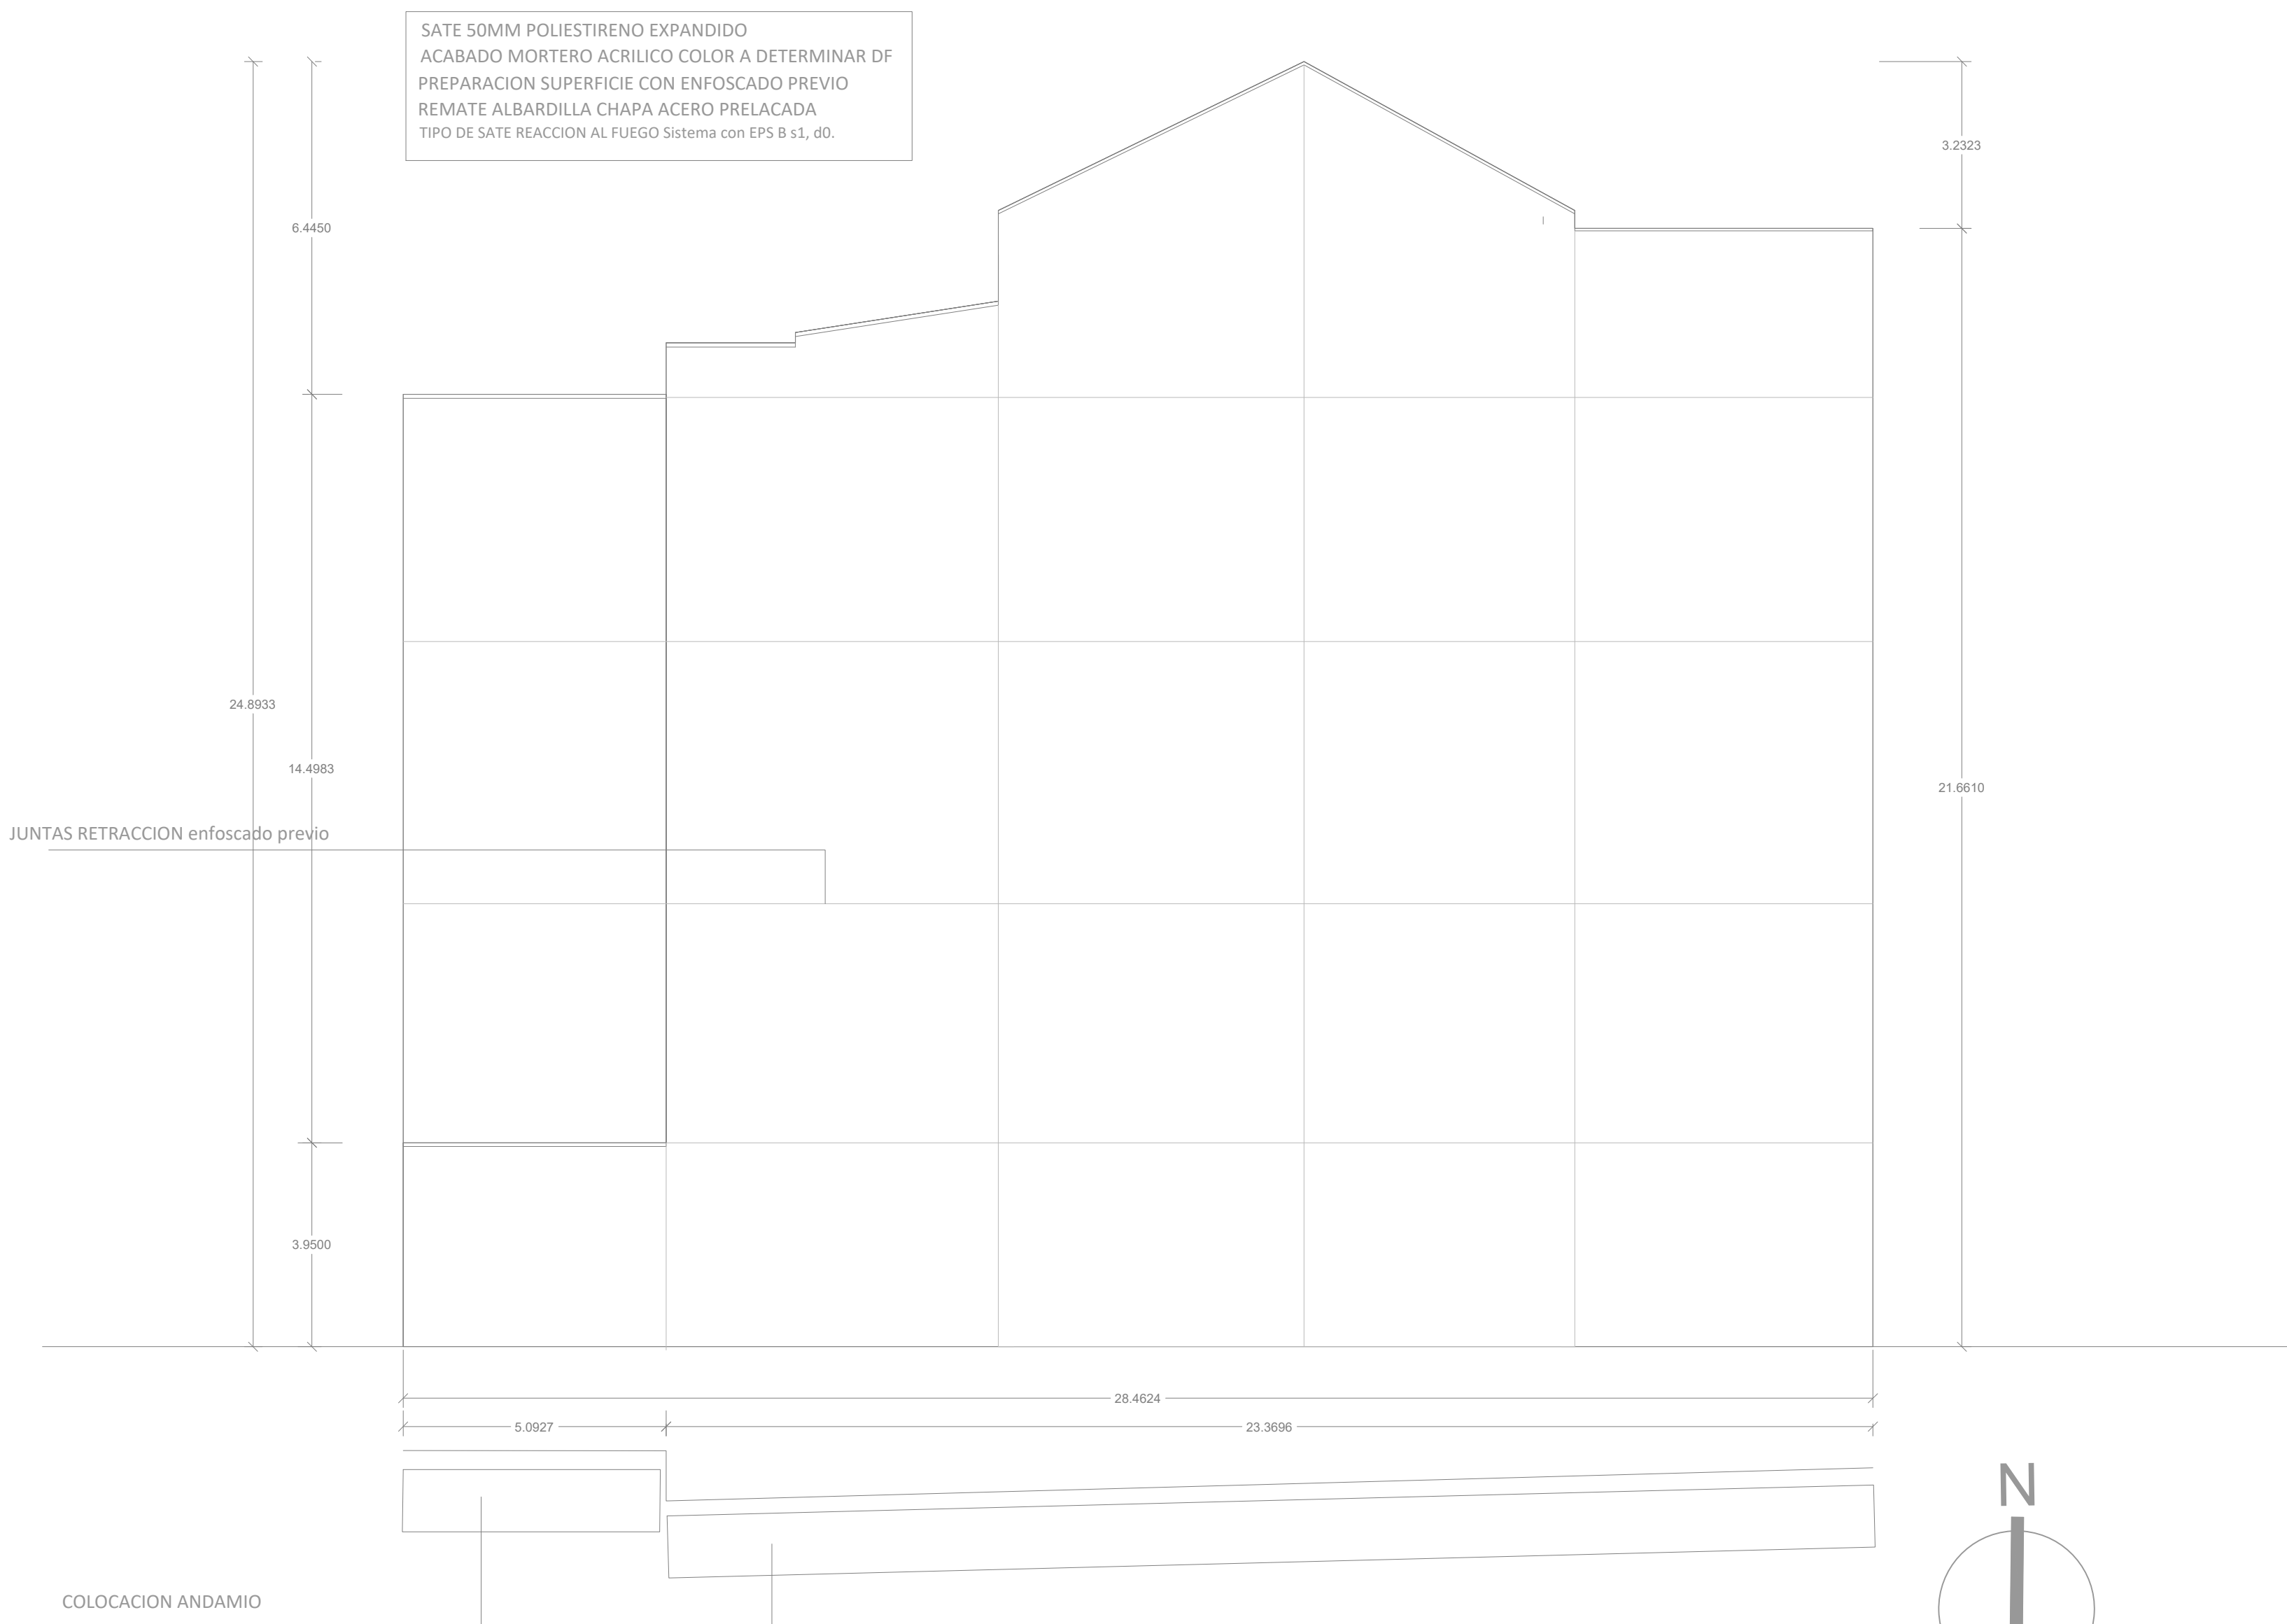 SATE 50MM POLIESTIRENO EXPANDIDO
ACABADO MORTERO ACRILICO COLOR A DETERMINAR DF
PREPARACION SUPERFICIE CON ENFOSCADO PREVIO
REMATE ALBARDILLA CHAPA ACERO PRELACADA
TIPO DE SATE REACCION AL FUEGO Sistema con EPS B s1, d0.
3.2323
6.4450
24.8933
14.4983
21.6610
JUNTAS RETRACCION enfoscado previo
3.9500
28.4624
5.0927
23.3696
N
COLOCACION ANDAMIO